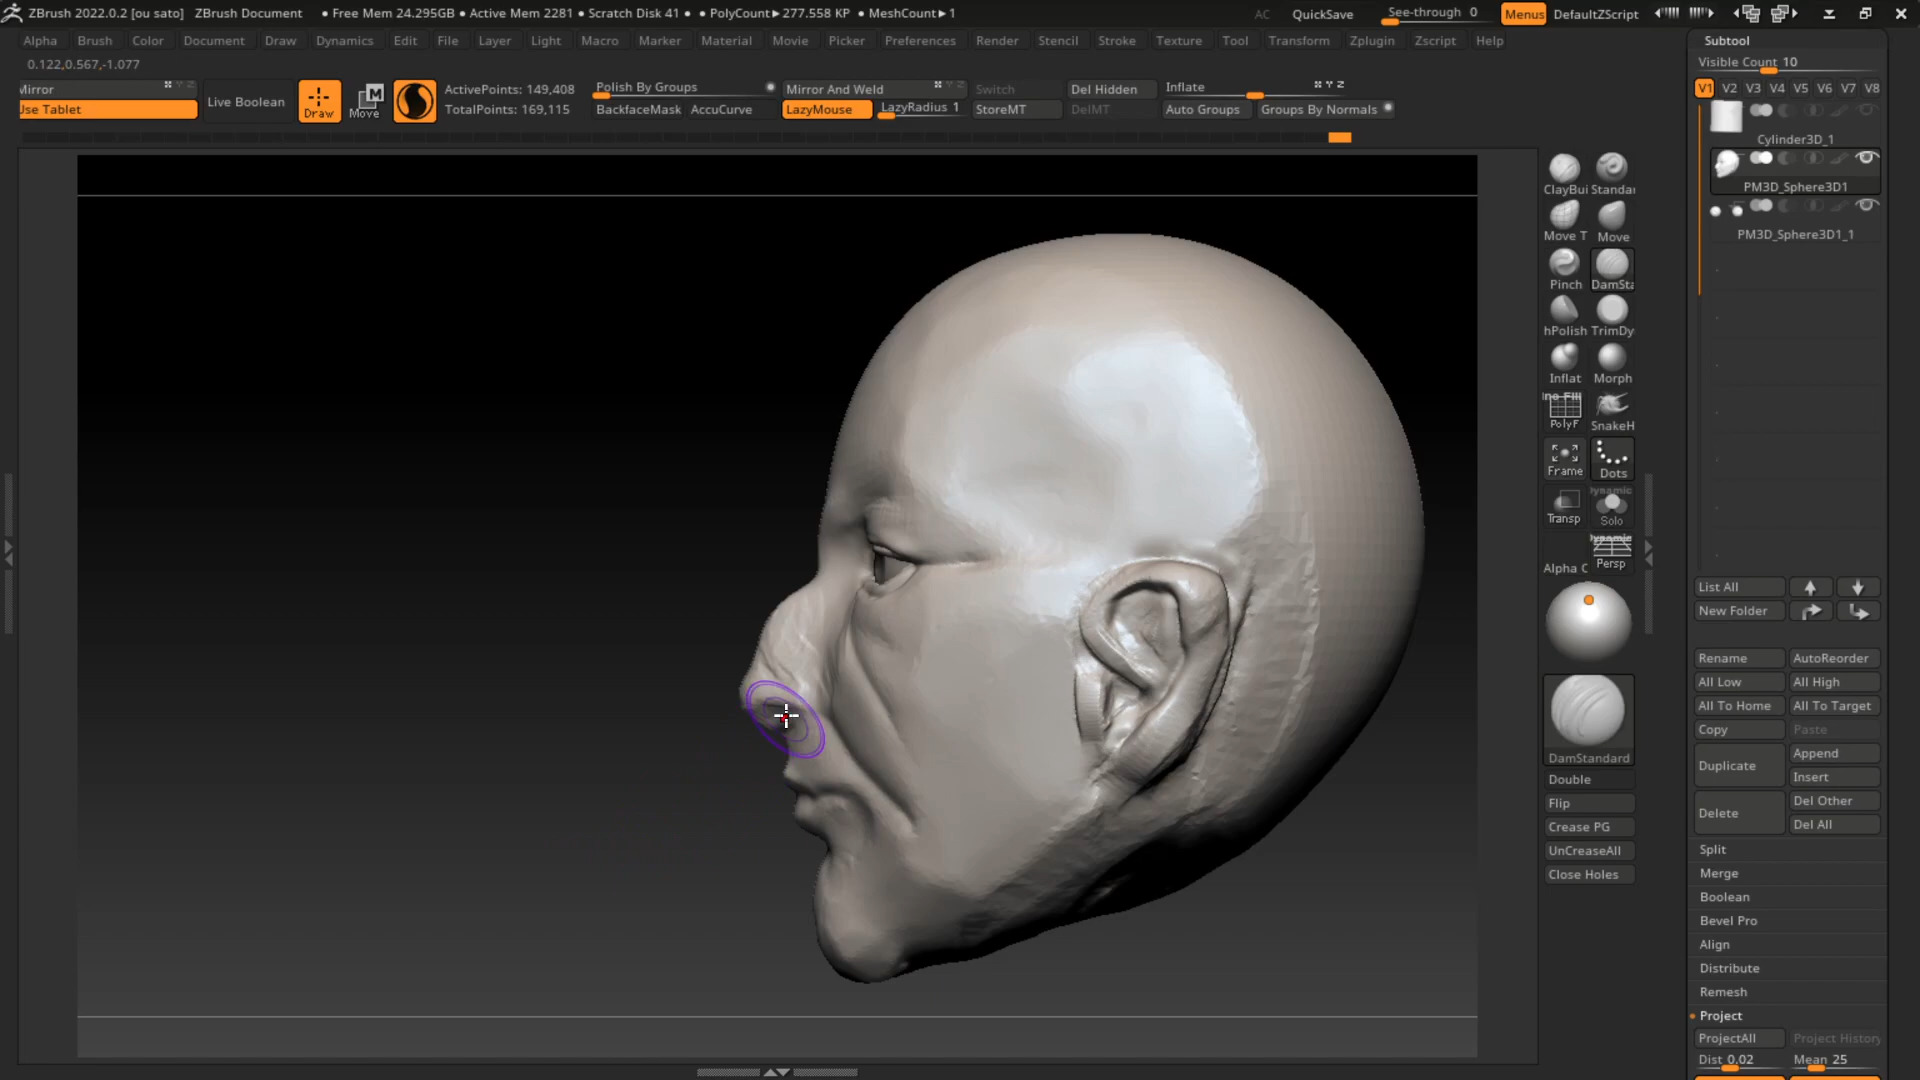 ZBrush 2022.0.2 [ou sato] ZBrush Document • Free Mem 24.295GB • Active Mem 2281 • Scratch Disk 41 • • PolyCount▸277.558 KP • MeshCount▸1 AC QuickSave See-through 0 Menus DefaultZScript
Alpha Brush Color Document Draw Dynamics Edit File Layer Light Macro Marker Material Movie Picker Preferences Render Stencil Stroke Texture Tool Transform Zplugin Zscript Help
0.122,0.567,-1.077
Mirror
Use Tablet
Live Boolean
Draw
Move
ActivePoints: 149,408
TotalPoints: 169,115
Polish By Groups
BackfaceMask AccuCurve
Mirror And Weld
LazyMouse LazyRadius 1
Switch
StoreMT
Del Hidden
DelMT
Inflate X Y Z
Auto Groups Groups By Normals
ClayBui Standar
Move T Move
Pinch DamSta
hPolish TrimDy
Inflat Morph
PolyF SnakeH
Frame Dots
Dynamic
Transp Solo
Dynamic
Persp
Alpha O
DamStandard
Double
Flip
Crease PG
UnCreaseAll
Close Holes
Subtool
Visible Count 10
V1 V2 V3 V4 V5 V6 V7 V8
Cylinder3D_1
PM3D_Sphere3D1
PM3D_Sphere3D1_1
List All
New Folder
Rename AutoReorder
All Low All High
All To Home All To Target
Copy Paste
Duplicate Append
Insert
Delete Del Other
Del All
Split
Merge
Boolean
Bevel Pro
Align
Distribute
Remesh
Project
ProjectAll Project History
Dist 0.02 Mean 25